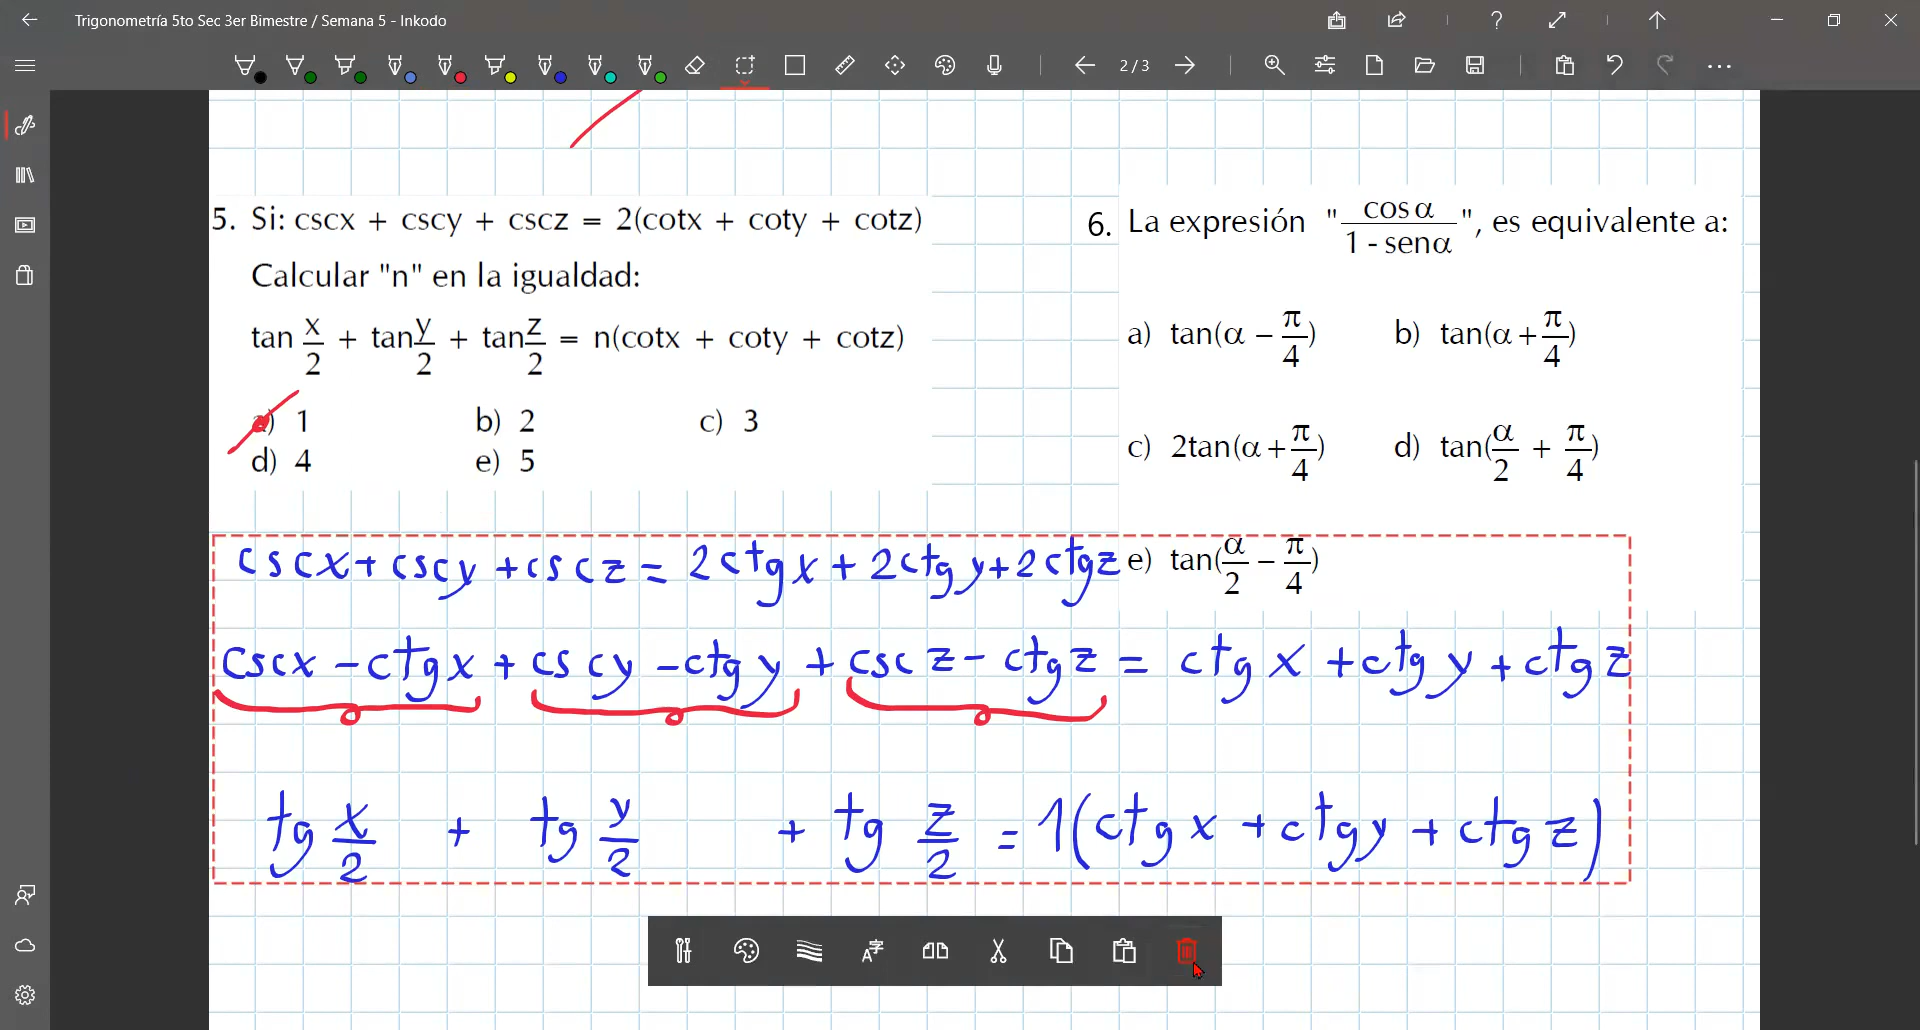 Trigonometría 5to Sec 3er Bimestre / Semana 5 - Inkodo
2 / 3
5. Si: cscx + cscy + cscz = 2(cotx + coty + cotz)
Calcular "n" en la igualdad:
tan x/2 + tan y/2 + tan z/2 = n(cotx + coty + cotz)
a) 1 b) 2 c) 3
d) 4 e) 5
6. La expresión "cos α / 1 - senα", es equivalente a:
a) tan(α − π/4) b) tan(α + π/4)
c) 2tan(α + π/4) d) tan(α/2 + π/4)
e) tan(α/2 − π/4)
cscx + cscy + cscz = 2ctgx + 2ctgy + 2ctgz
cscx − ctgx + cscy − ctgy + cscz − ctgz = ctgx + ctgy + ctgz
tg x/2 + tg y/2 + tg z/2 = 1(ctgx + ctgy + ctgz)